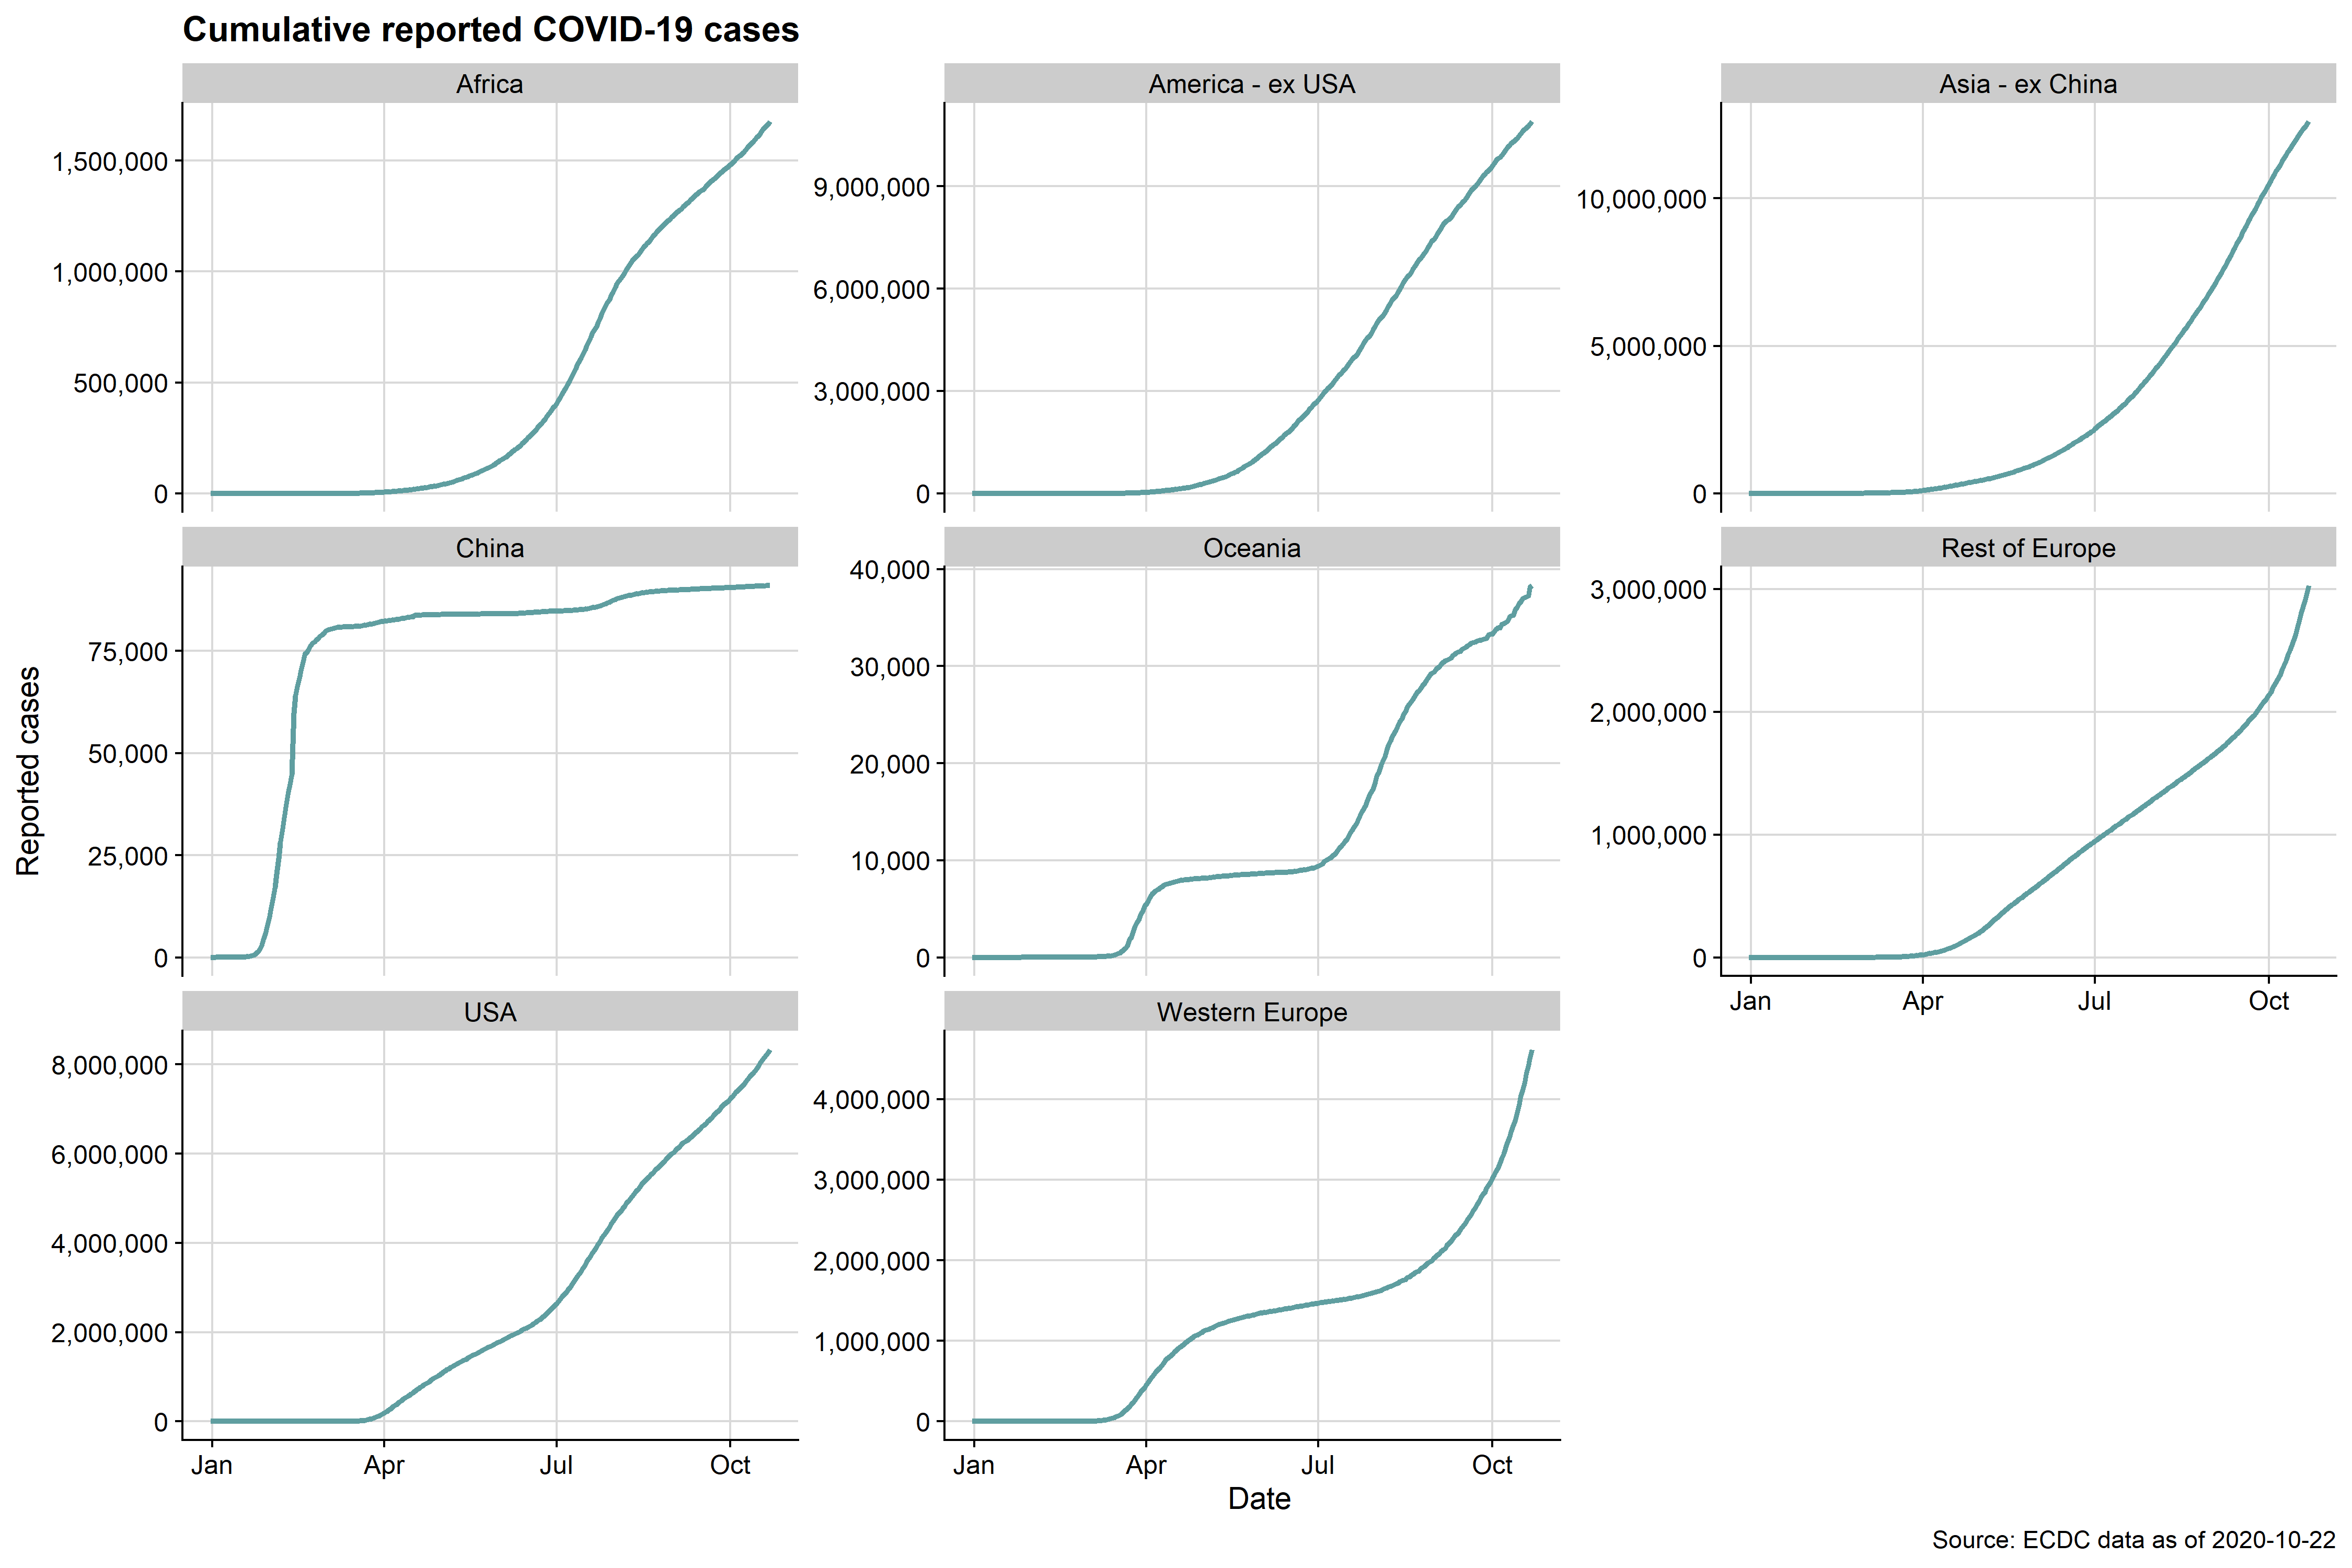 Cumulative reported COVID-19 cases
Africa
America - ex USA
Asia - ex China
1,500,000
1,000,000
500,000
0
9,000,000
6,000,000
3,000,000
0
10,000,000
5,000,000
0
China
Oceania
Rest of Europe
75,000
50,000
25,000
0
40,000
30,000
20,000
10,000
0
3,000,000
2,000,000
1,000,000
0
Jan Apr Jul Oct
Reported cases
USA
Western Europe
8,000,000
6,000,000
4,000,000
2,000,000
0
4,000,000
3,000,000
2,000,000
1,000,000
0
Jan Apr Jul Oct
Jan Apr Jul Oct
Date
Source: ECDC data as of 2020-10-22